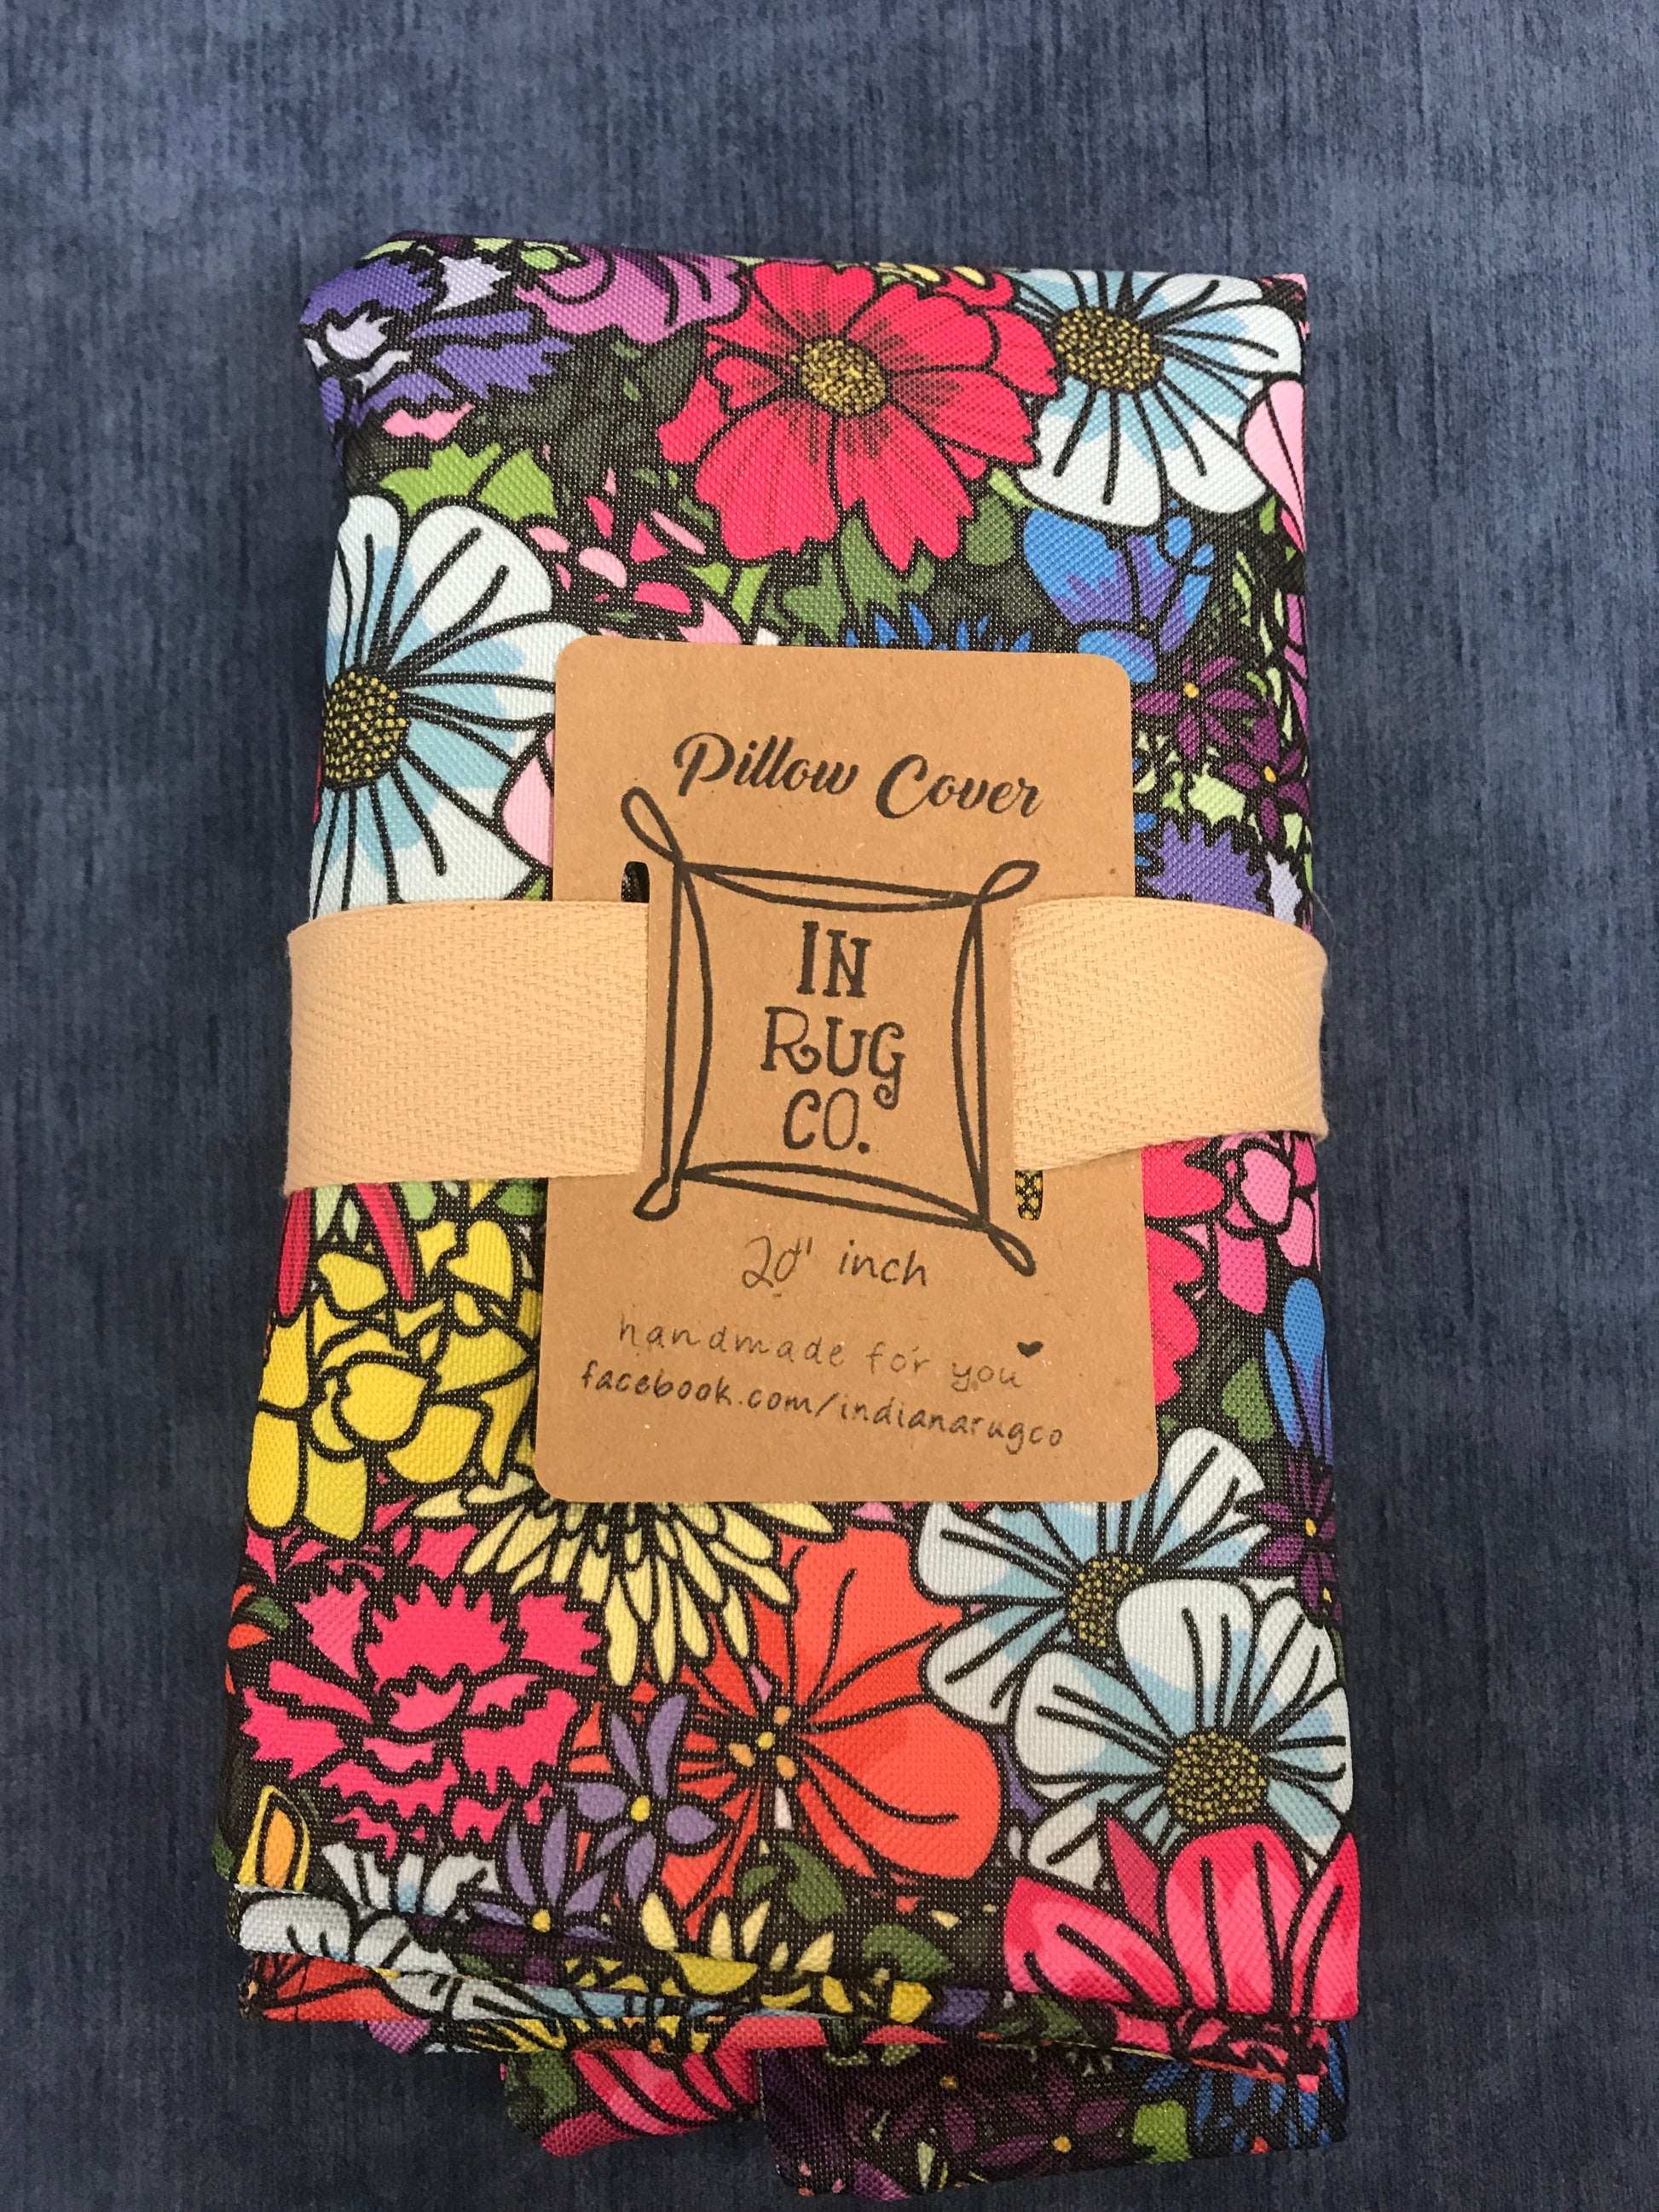 Pillow Cover
IN
RUG
CO.
20" inch
handmade for you
facebook.com/indianarugco